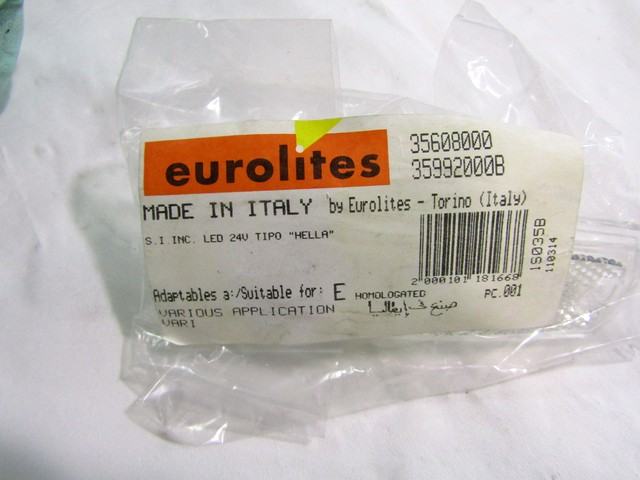 eurolites
35608000
35992000B
MADE IN ITALY by Eurolites - Torino (Italy)
S.I.INC. LED 24V TIPO "HELLA"
2 000101 181668
1S035B
110314
Adaptables a:/Suitable for: E HOMOLOGATED
PC.001
VARIOUS APPLICATION
VARI
صنع في إيطاليا